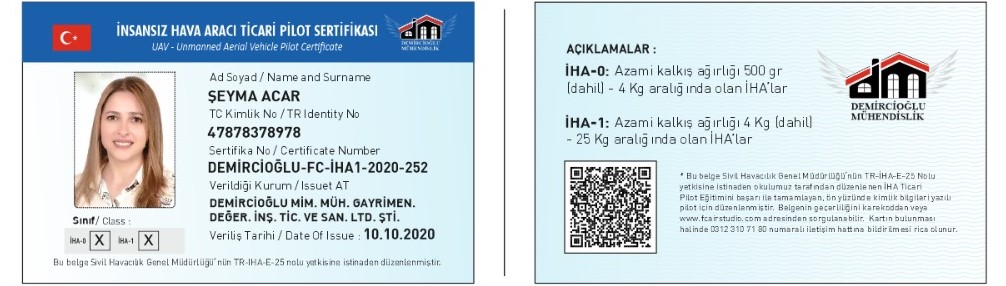 İNSANSIZ HAVA ARACI TİCARİ PİLOT SERTİFİKASI
UAV - Unmanned Aerial Vehicle Pilot Certificate
DEMİRCİOĞLU
MÜHENDİSLİK
Ad Soyad / Name and Surname
ŞEYMA ACAR
TC Kimlik No / TR Identity No
47878378978
Sertifika No / Certificate Number
DEMİRCİOĞLU-FC-İHA1-2020-252
Verildiği Kurum / Issuet AT
DEMİRCİOĞLU MİM. MÜH. GAYRİMEN.
DEĞER. İNŞ. TİC. VE SAN. LTD. ŞTİ.
Veriliş Tarihi / Date Of Issue : 10.10.2020
Sınıf/ Class :
İHA-0 X İHA-1 X
Bu belge Sivil Havacılık Genel Müdürlüğü'nün TR-IHA-E-25 nolu yetkisine istinaden düzenlenmiştir.
AÇIKLAMALAR :
İHA-0: Azami kalkış ağırlığı 500 gr
(dahil) - 4 Kg aralığında olan İHA'lar
İHA-1: Azami kalkış ağırlığı 4 Kg (dahil)
- 25 Kg aralığında olan İHA'lar
dm
DEMİRCİOĞLU
MÜHENDİSLİK
* Bu belge Sivil Havacılık Genel Müdürlüğü'nün TR-İHA-E-25 Nolu
yetkisine istinaden okulumuz tarafından düzenlenen İHA Ticari
Pilot Eğitimini başarı ile tamamlayan, ön yüzünde kimlik bilgileri yazılı
pilot için düzenlenmiştir. Belgenin geçerliliğini karekoddan veya
www.fcairstudio.com adresinden sorgulanabilir. Kartın bulunması
halinde 0312 310 71 80 numaralı iletişim hattına bildirilmesi rica olunur.